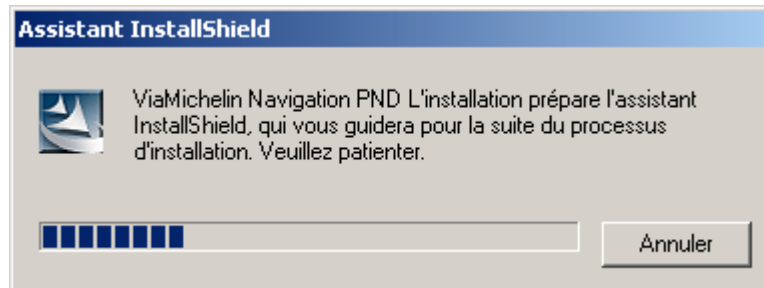 Assistant InstallShield
ViaMichelin Navigation PND L'installation prépare l'assistant
InstallShield, qui vous guidera pour la suite du processus
d'installation. Veuillez patienter.
Annuler